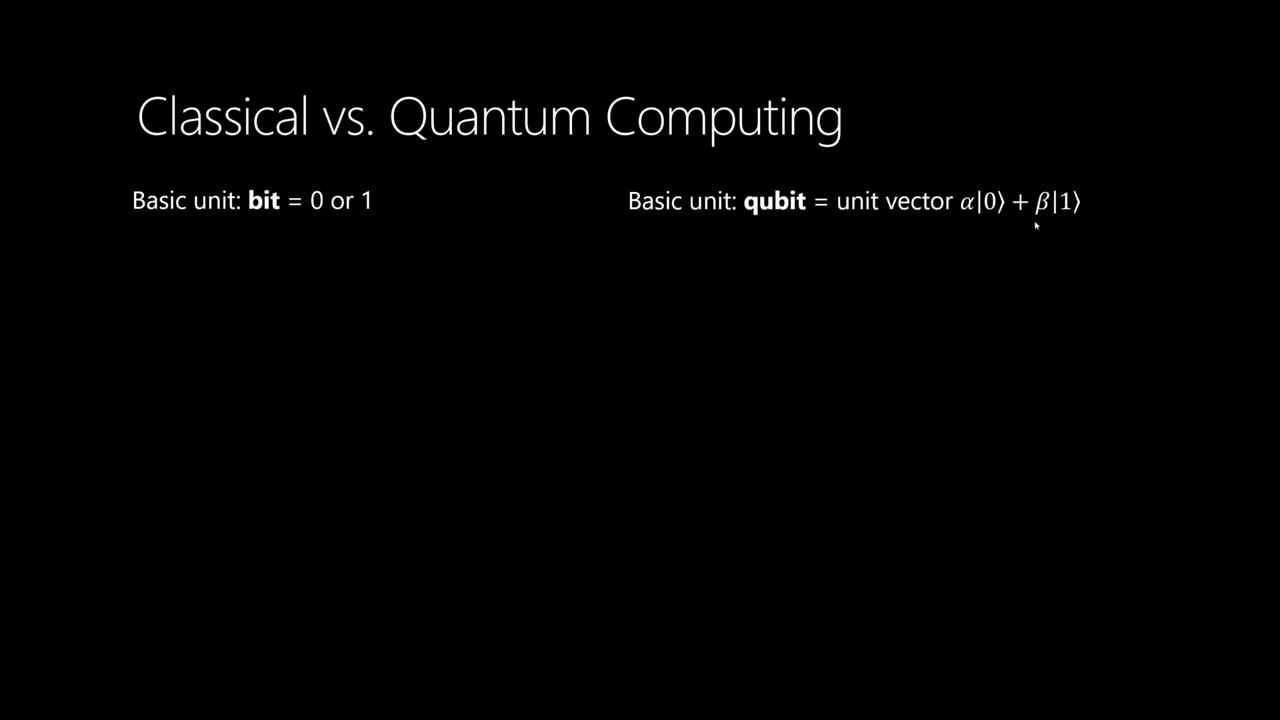 Classical vs. Quantum Computing
Basic unit: bit = 0 or 1
Basic unit: qubit = unit vector 𝛼|0⟩ + 𝛽|1⟩